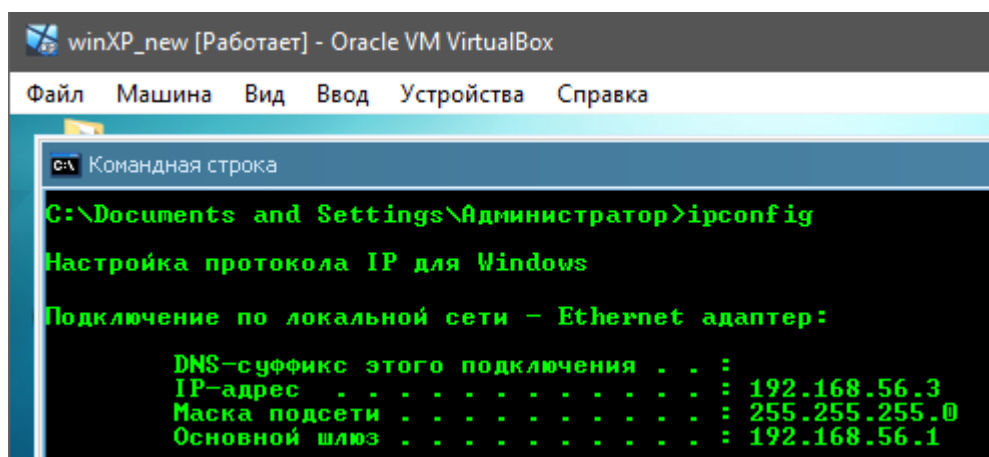 winXP_new [Работает] - Oracle VM VirtualBox
Файл Машина Вид Ввод Устройства Справка
C:\ Командная строка
C:\Documents and Settings\Администратор>ipconfig
Настройка протокола IP для Windows
Подключение по локальной сети - Ethernet адаптер:
DNS-суффикс этого подключения . . :
IP-адрес . . . . . . . . . . . . : 192.168.56.3
Маска подсети . . . . . . . . . . : 255.255.255.0
Основной шлюз . . . . . . . . . . : 192.168.56.1